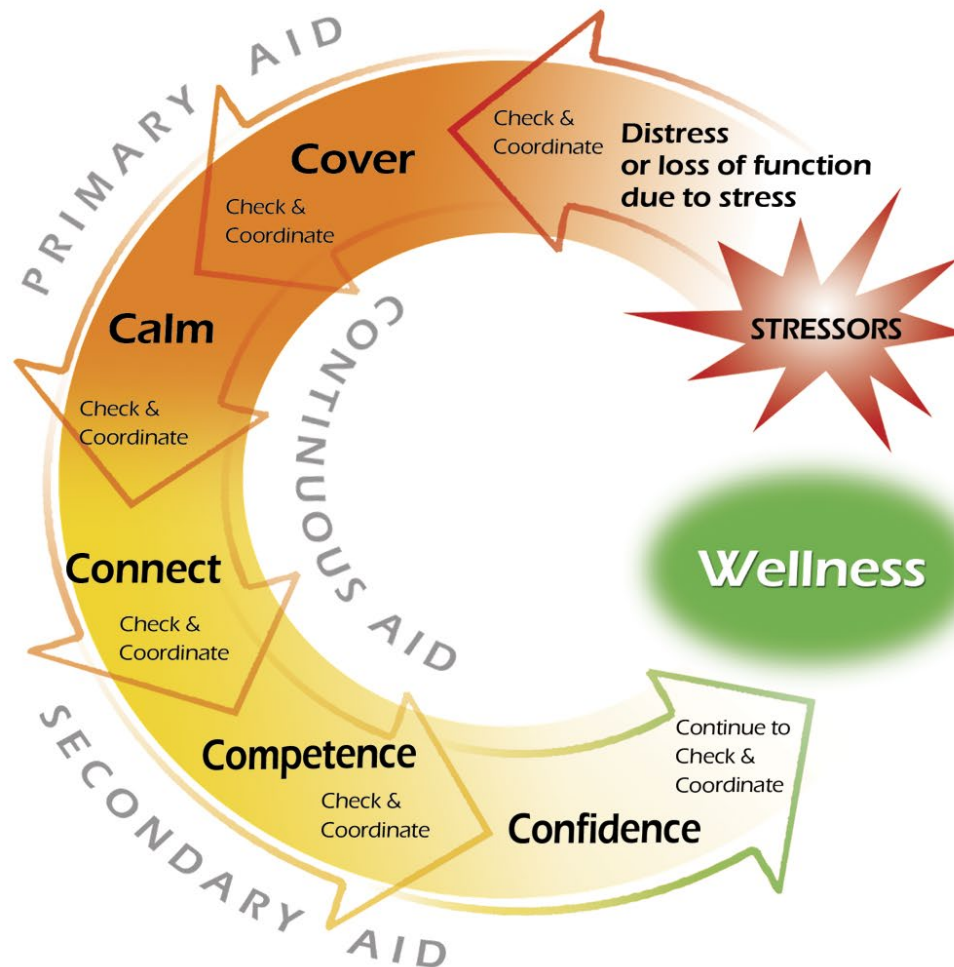 PRIMARY AID
Check &
Coordinate
Distress
or loss of function
due to stress
Cover
Check &
Coordinate
STRESSORS
Calm
CONTINUOUS AID
Check &
Coordinate
Connect
Check &
Coordinate
Wellness
SECONDARY AID
Competence
Check &
Coordinate
Continue to
Check &
Coordinate
Confidence